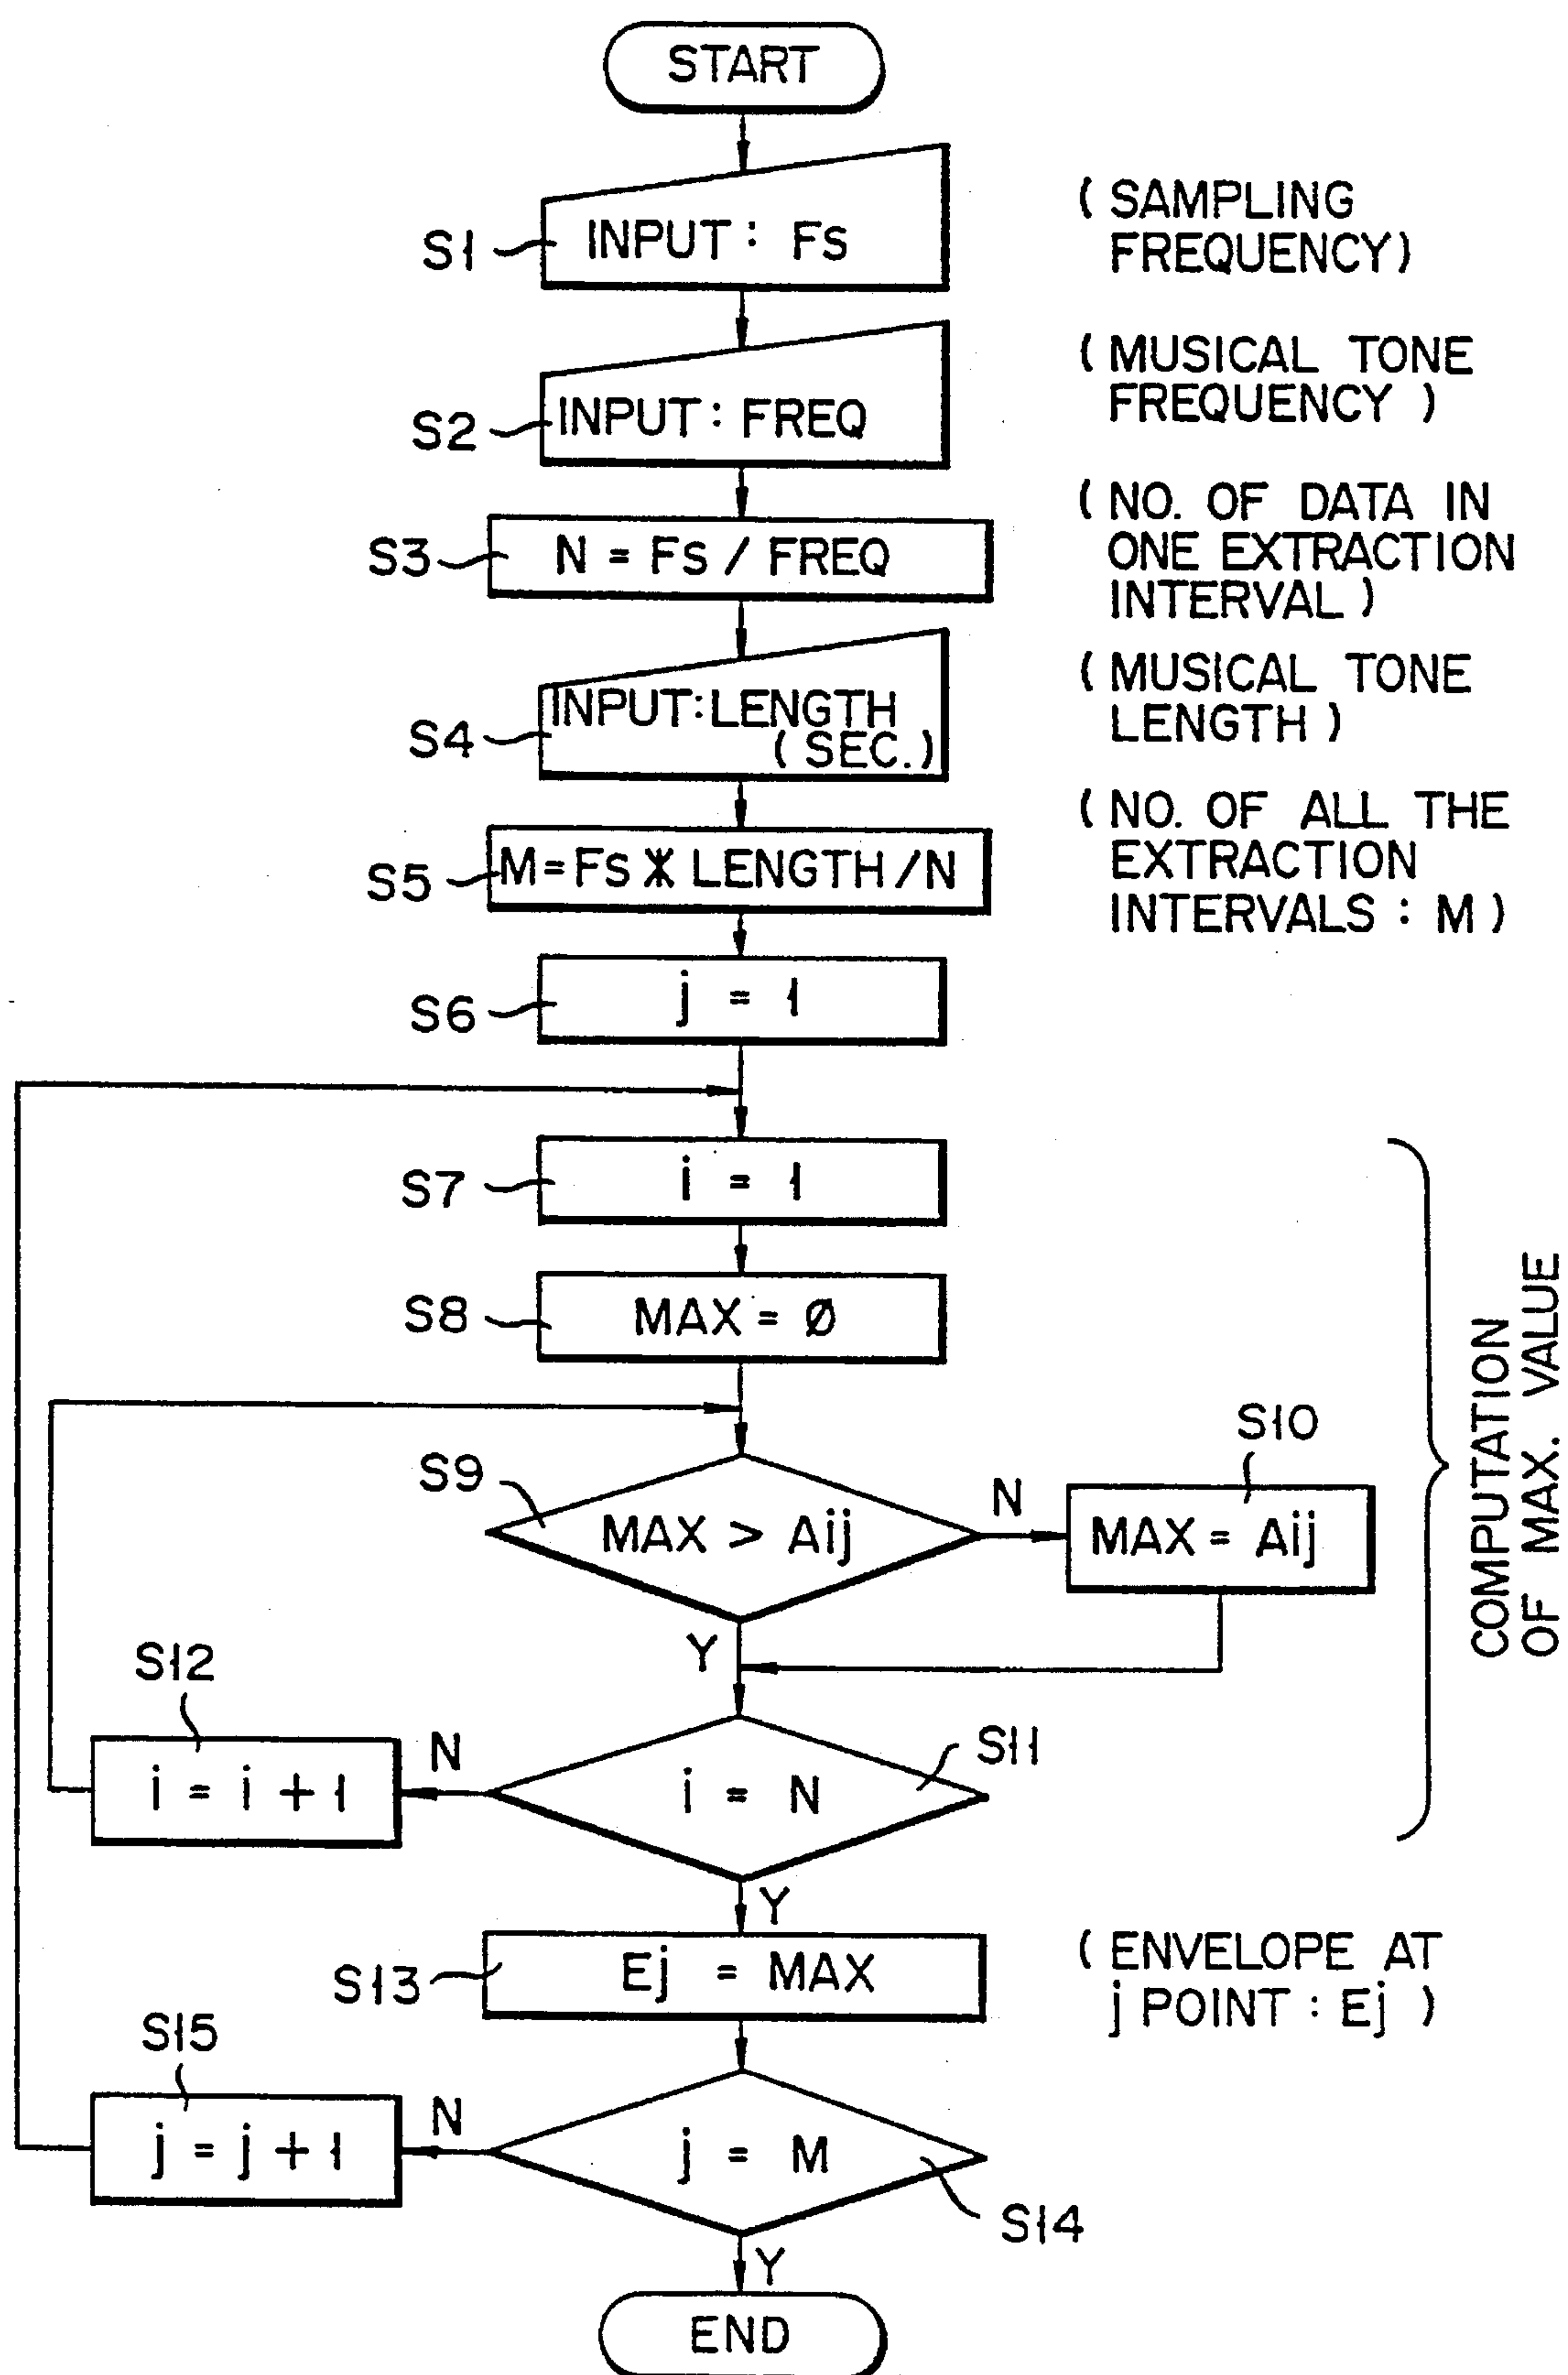 START
S1
INPUT : Fs
( SAMPLING
FREQUENCY)
S2
INPUT : FREQ
( MUSICAL TONE
FREQUENCY )
S3
N = Fs / FREQ
( NO. OF DATA IN
ONE EXTRACTION
INTERVAL )
S4
INPUT:LENGTH
( SEC.)
( MUSICAL TONE
LENGTH )
S5
M=Fs * LENGTH/N
( NO. OF ALL THE
EXTRACTION
INTERVALS : M )
S6
j = 1
S7
i = 1
S8
MAX = Ø
S9
MAX > Aij
N
S10
MAX = Aij
Y
COMPUTATION
OF MAX. VALUE
S11
i = N
N
S12
i = i + 1
Y
S13
Ej = MAX
( ENVELOPE AT
j POINT : Ej )
S14
j = M
N
S15
j = j + 1
Y
END